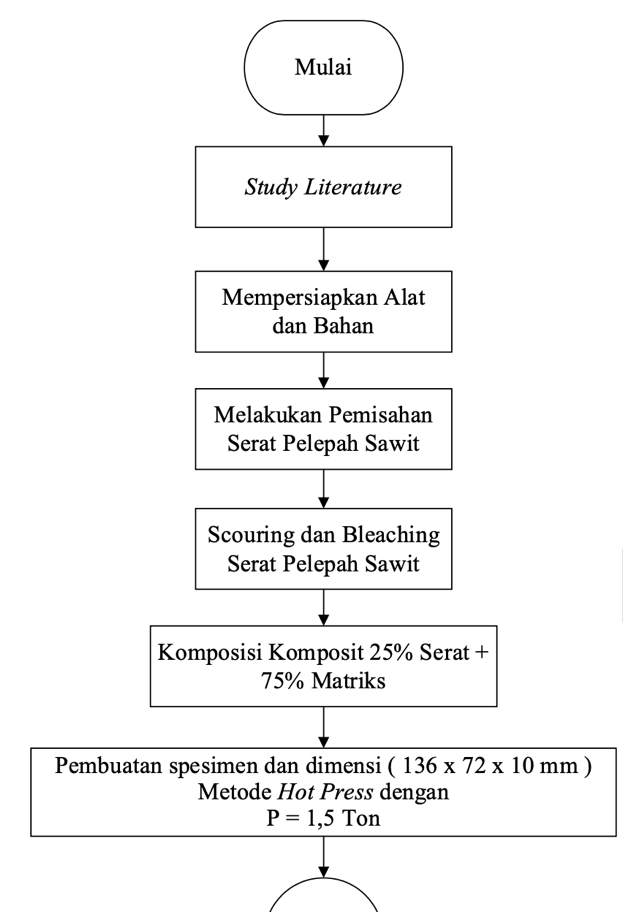 Mulai
Study Literature
Mempersiapkan Alat
dan Bahan
Melakukan Pemisahan
Serat Pelepah Sawit
Scouring dan Bleaching
Serat Pelepah Sawit
Komposisi Komposit 25% Serat +
75% Matriks
Pembuatan spesimen dan dimensi ( 136 x 72 x 10 mm )
Metode Hot Press dengan
P = 1,5 Ton